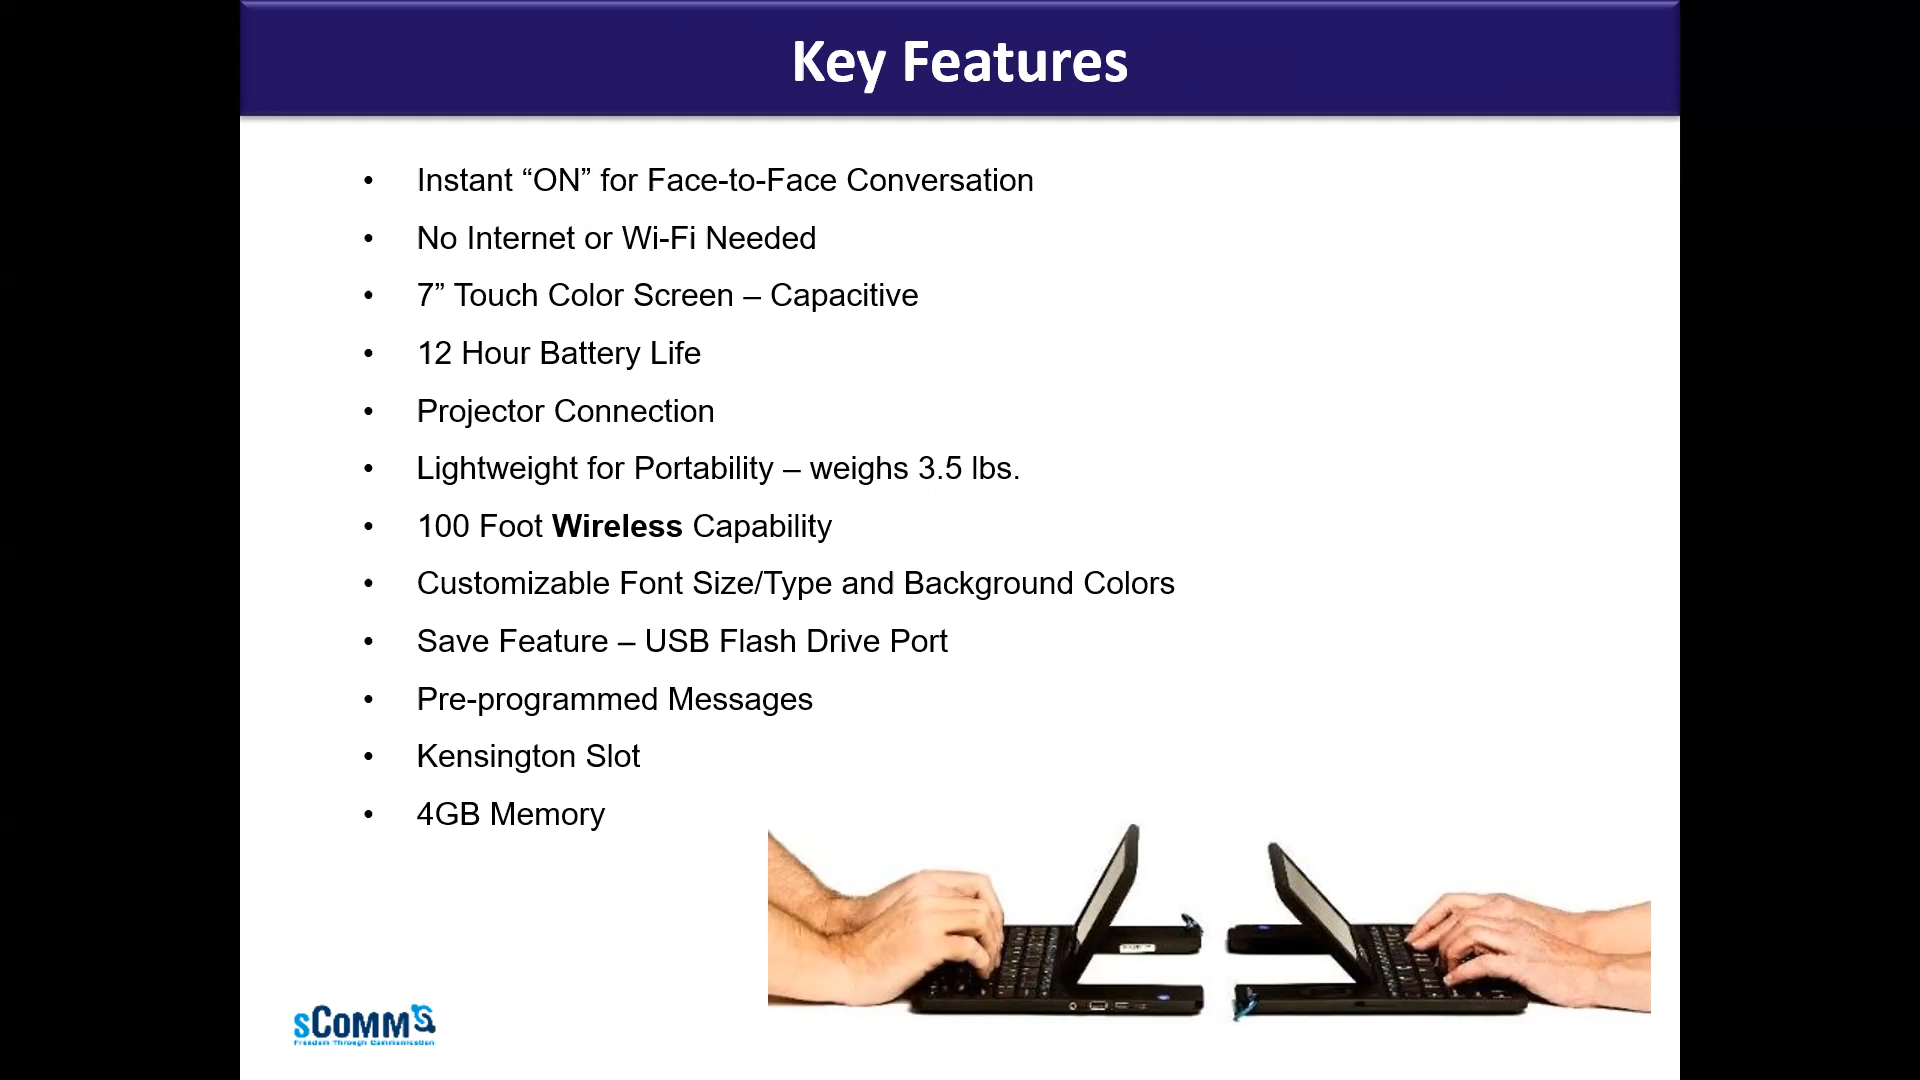 Key Features
• Instant “ON” for Face-to-Face Conversation
• No Internet or Wi-Fi Needed
• 7” Touch Color Screen – Capacitive
• 12 Hour Battery Life
• Projector Connection
• Lightweight for Portability – weighs 3.5 lbs.
• 100 Foot Wireless Capability
• Customizable Font Size/Type and Background Colors
• Save Feature – USB Flash Drive Port
• Pre-programmed Messages
• Kensington Slot
• 4GB Memory
sComm
Freedom Through Communication